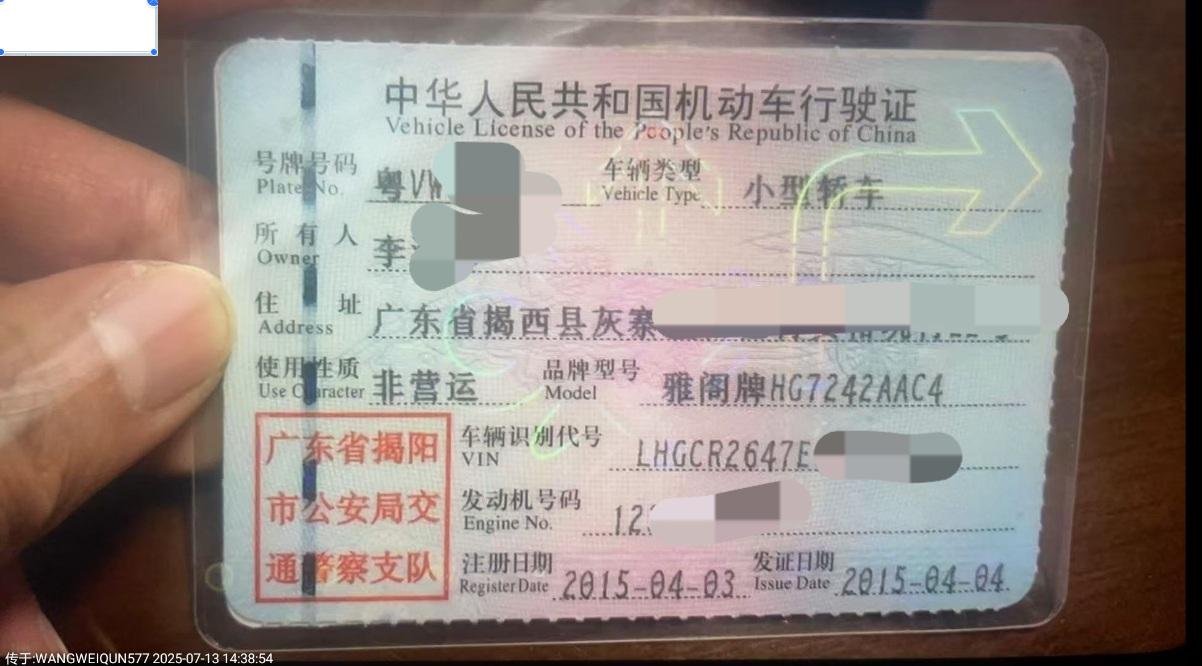 中华人民共和国机动车行驶证
Vehicle License of the People's Republic of China
号牌号码 粤VW 车辆类型 小型轿车
Plate No. Vehicle Type
所有人 李
Owner
住址 广东省揭西县灰寨
Address
使用性质 非营运 品牌型号 雅阁牌HG7242AAC4
Use Character Model
广东省揭阳
市公安局交
通警察支队
车辆识别代号 LHGCR2647E
VIN
发动机号码 12
Engine No.
注册日期 2015-04-03 发证日期 2015-04-04
Register Date Issue Date
传于:WANGWEIQUN577 2025-07-13 14:38:54